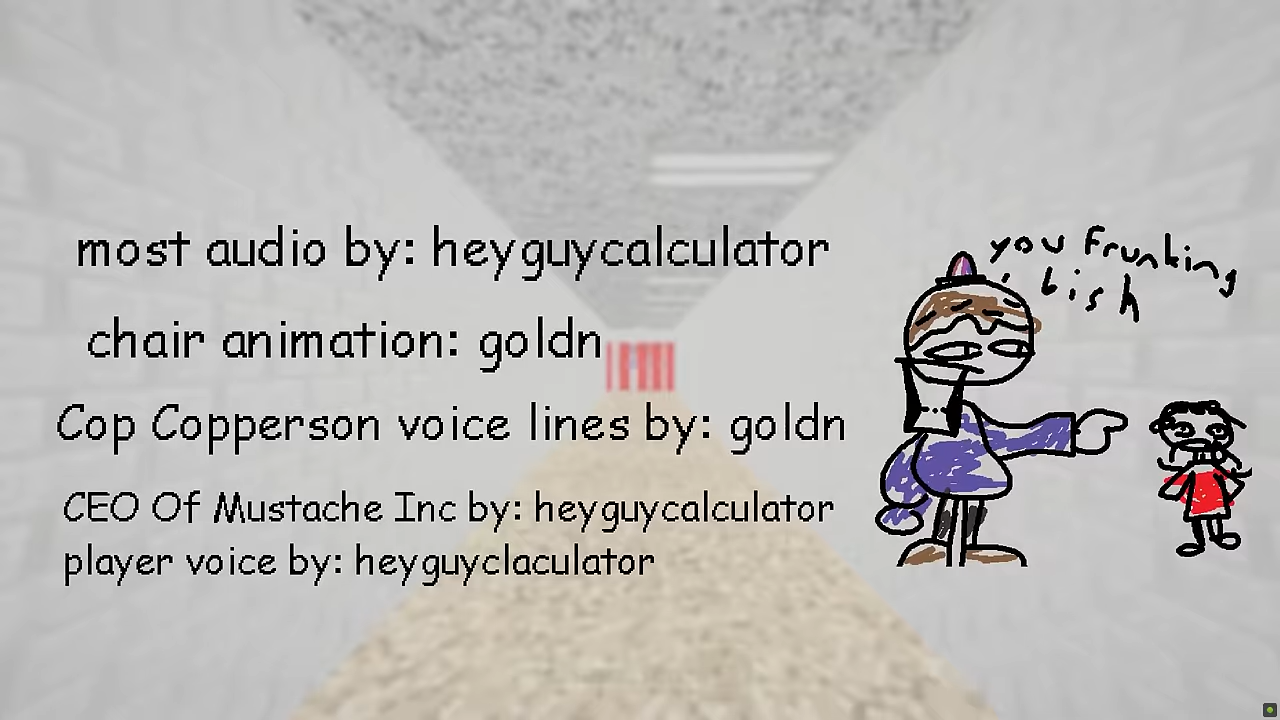 most audio by: heyguycalculator
chair animation: goldn
Cop Copperson voice lines by: goldn
CEO Of Mustache Inc by: heyguycalculator
player voice by: heyguyclaculator
you frunking
bish